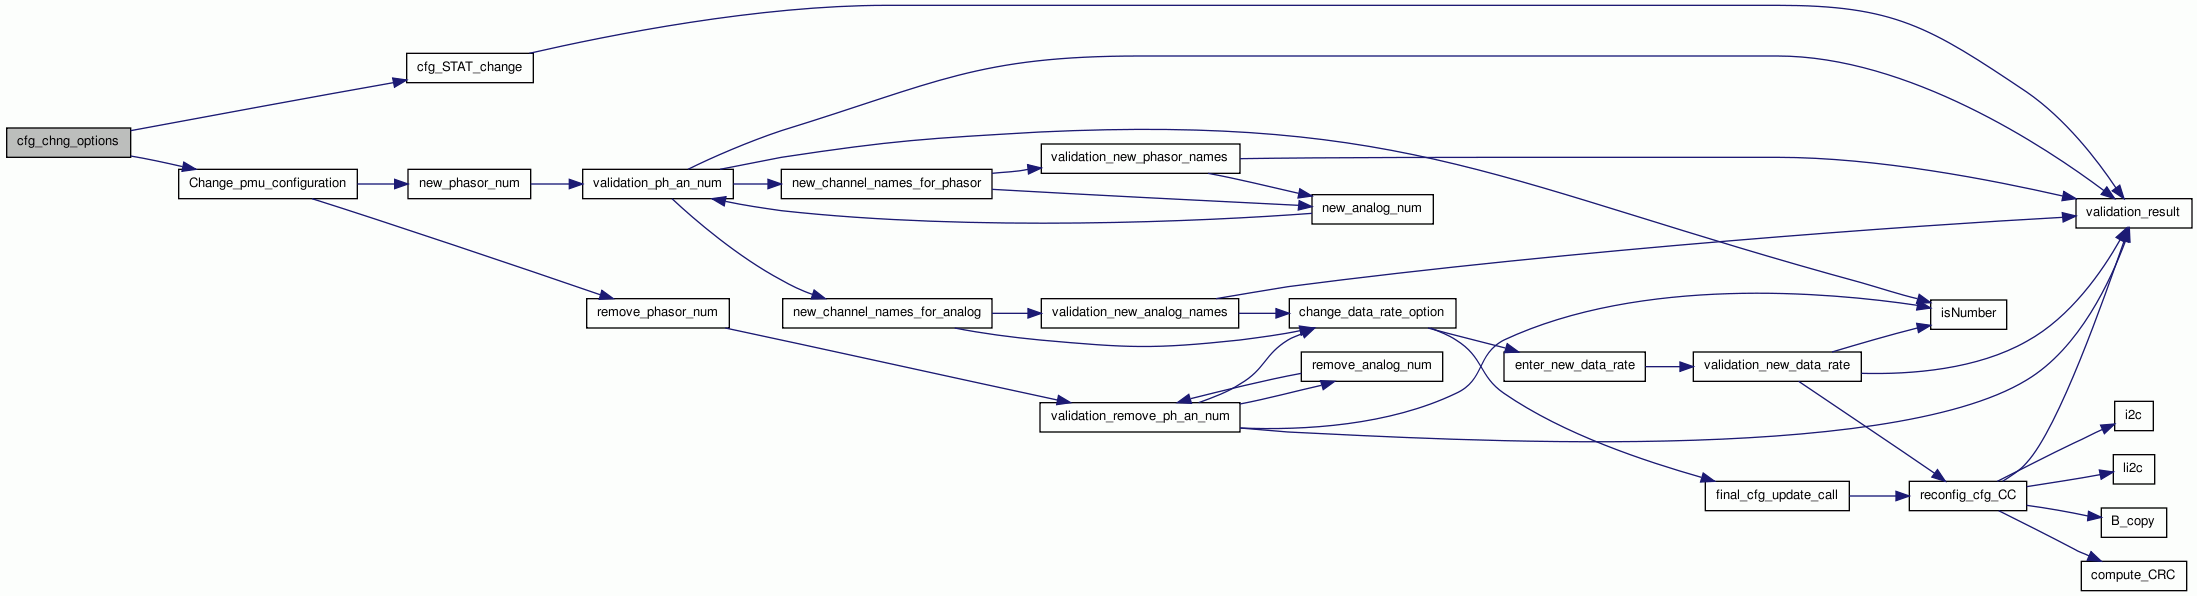 cfg_chng_options
cfg_STAT_change
Change_pmu_configuration
new_phasor_num
remove_phasor_num
validation_ph_an_num
new_channel_names_for_phasor
new_channel_names_for_analog
validation_new_phasor_names
new_analog_num
validation_new_analog_names
change_data_rate_option
remove_analog_num
validation_remove_ph_an_num
enter_new_data_rate
validation_new_data_rate
final_cfg_update_call
reconfig_cfg_CC
isNumber
validation_result
i2c
li2c
B_copy
compute_CRC